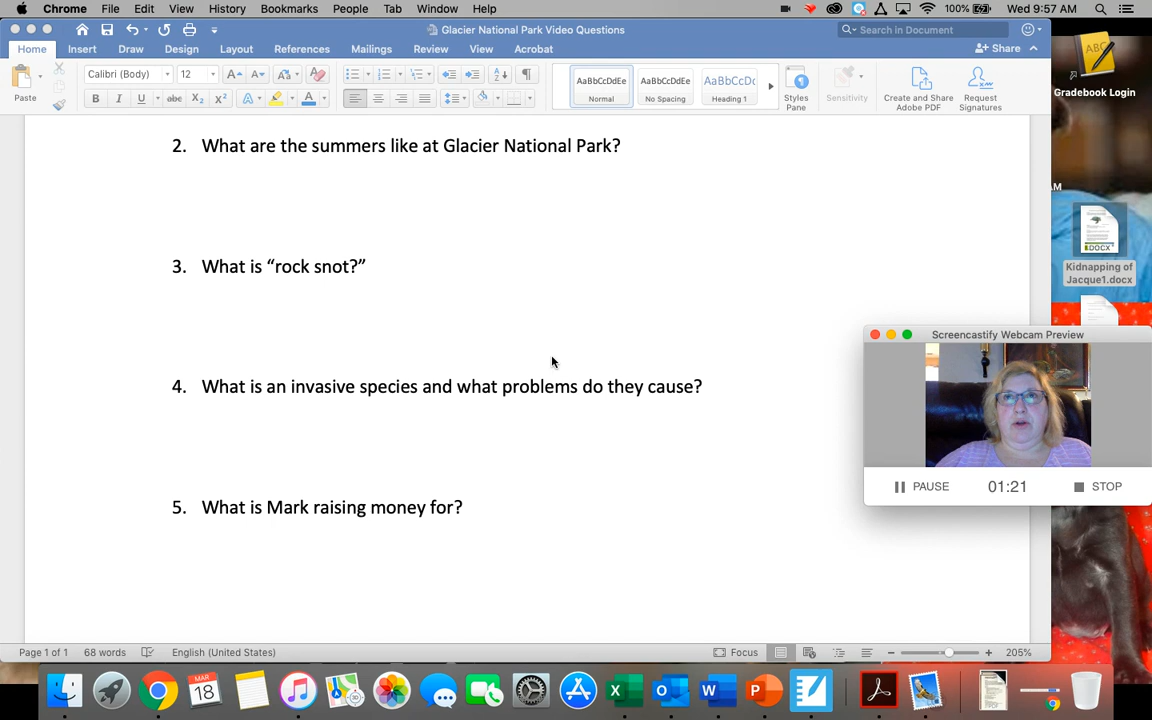 Chrome File Edit View History Bookmarks People Tab Window Help
100% Wed 9:57 AM
Glacier National Park Video Questions
Search in Document
Home Insert Draw Design Layout References Mailings Review View Acrobat
Share
Paste
Calibri (Body) 12
AaBbCcDdEe AaBbCcDdEe AaBbCcDc
Normal No Spacing Heading 1
Styles Pane
Sensitivity
Create and Share Adobe PDF
Request Signatures
ABC
Gradebook Login
2. What are the summers like at Glacier National Park?
3. What is “rock snot?”
4. What is an invasive species and what problems do they cause?
5. What is Mark raising money for?
AM
DOCX
Kidnapping of
Jacque1.docx
Screencastify Webcam Preview
PAUSE 01:21 STOP
Page 1 of 1 68 words English (United States)
Focus
205%
MAR
18